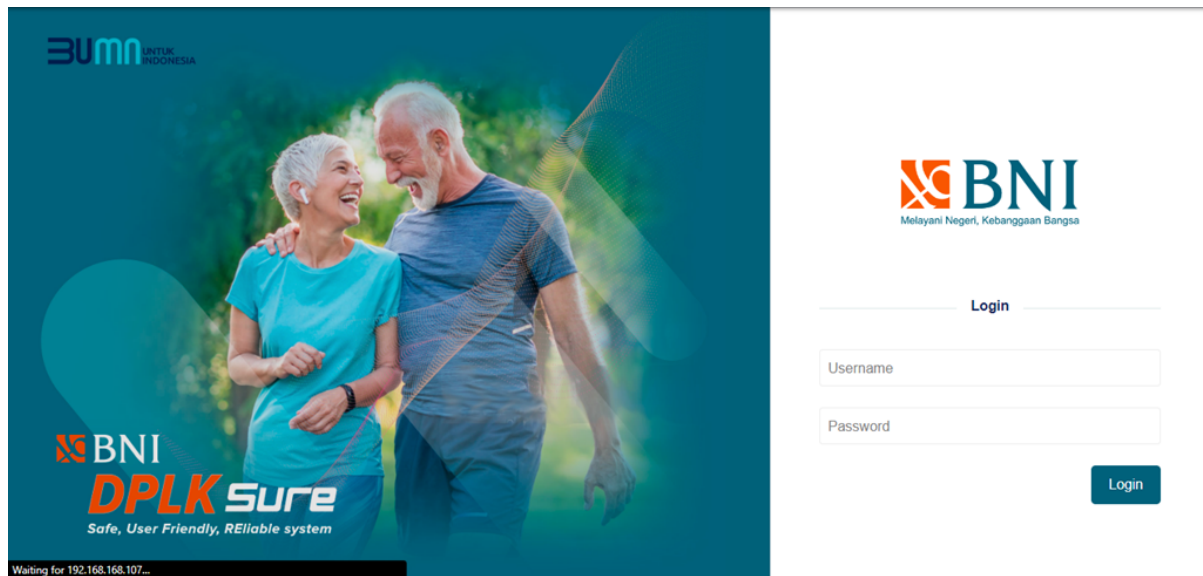 BUMN UNTUK
INDONESIA
BNI
DPLK Sure
Safe, User Friendly, REliable system
Waiting for 192.168.168.107...
BNI
Melayani Negeri, Kebanggaan Bangsa
Login
Username
Password
Login